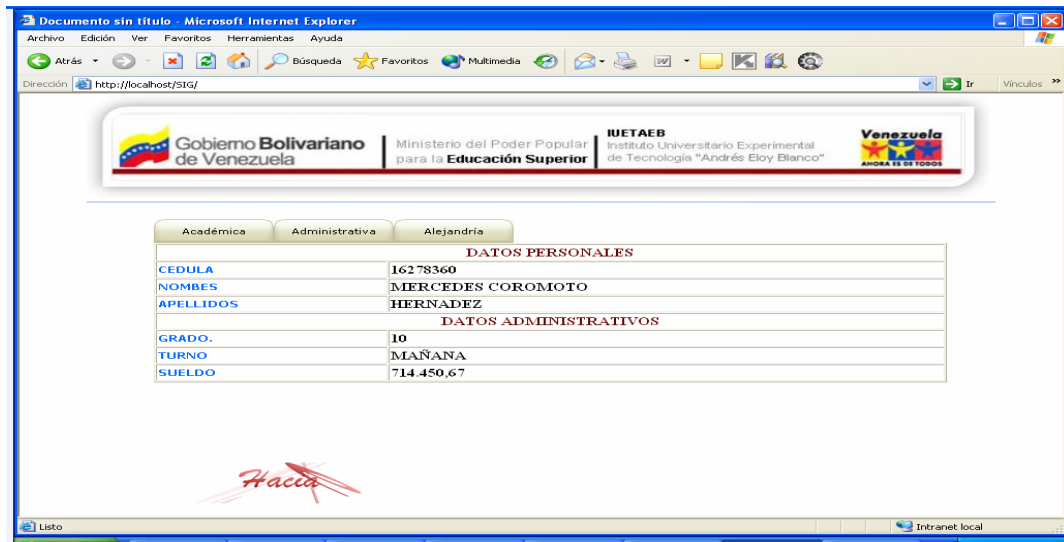 Documento sin título - Microsoft Internet Explorer
Archivo Edición Ver Favoritos Herramientas Ayuda
Atrás Búsqueda Favoritos Multimedia
Dirección http://localhost/SIG/ Ir Vínculos »
Gobierno Bolivariano
de Venezuela
Ministerio del Poder Popular
para la Educación Superior
IUETAEB
Instituto Universitario Experimental
de Tecnología "Andrés Eloy Blanco"
Venezuela
AHORA ES DE TODOS
Académica Administrativa Alejandría
DATOS PERSONALES
CEDULA 16278360
NOMBES MERCEDES COROMOTO
APELLIDOS HERNADEZ
DATOS ADMINISTRATIVOS
GRADO. 10
TURNO MAÑANA
SUELDO 714.450,67
Hacia
Listo Intranet local